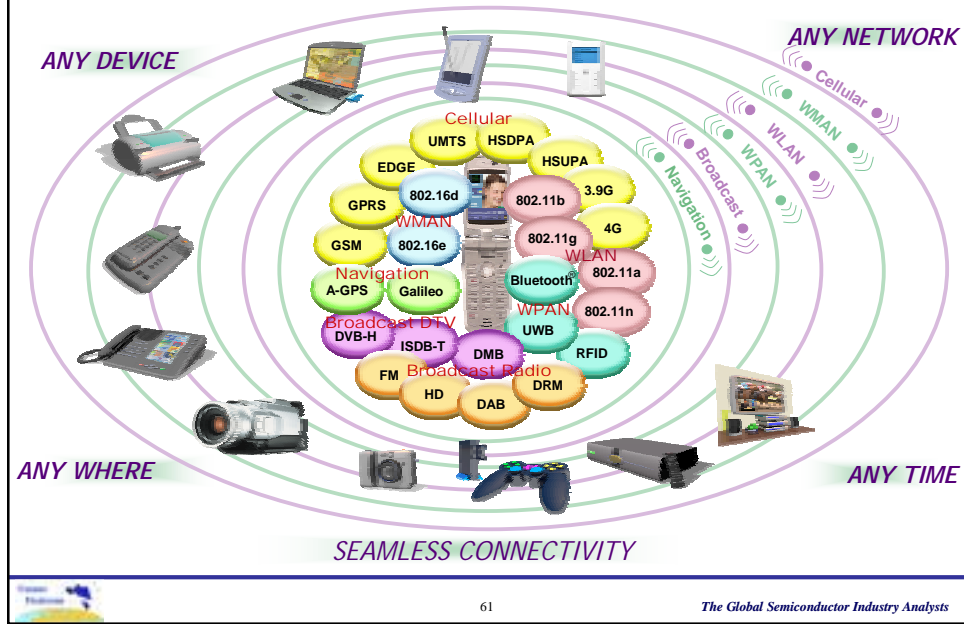 ANY DEVICE
ANY NETWORK
Cellular
WMAN
WLAN
WPAN
Broadcast
Navigation
Cellular
UMTS
HSDPA
EDGE
HSUPA
GPRS
802.16d
802.11b
3.9G
WMAN
GSM
802.16e
802.11g
4G
WLAN
Navigation
A-GPS
Galileo
Bluetooth®
802.11a
WPAN
802.11n
Broadcast DTV
DVB-H
ISDB-T
DMB
UWB
RFID
Broadcast Radio
FM
HD
DAB
DRM
ANY WHERE
ANY TIME
SEAMLESS CONNECTIVITY
61
The Global Semiconductor Industry Analysts